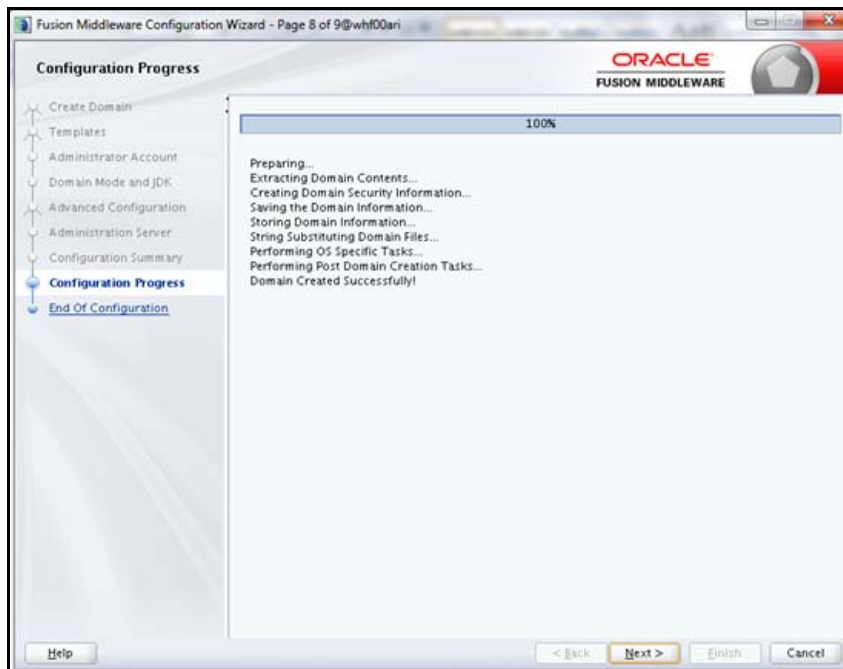 Fusion Middleware Configuration Wizard - Page 8 of 9@whf00ari
Configuration Progress
ORACLE
FUSION MIDDLEWARE
Create Domain
Templates
Administrator Account
Domain Mode and JDK
Advanced Configuration
Administration Server
Configuration Summary
Configuration Progress
End Of Configuration
100%
Preparing...
Extracting Domain Contents...
Creating Domain Security Information...
Saving the Domain Information...
Storing Domain Information...
String Substituting Domain Files...
Performing OS Specific Tasks...
Performing Post Domain Creation Tasks...
Domain Created Successfully!
Help
< Back
Next >
Finish
Cancel